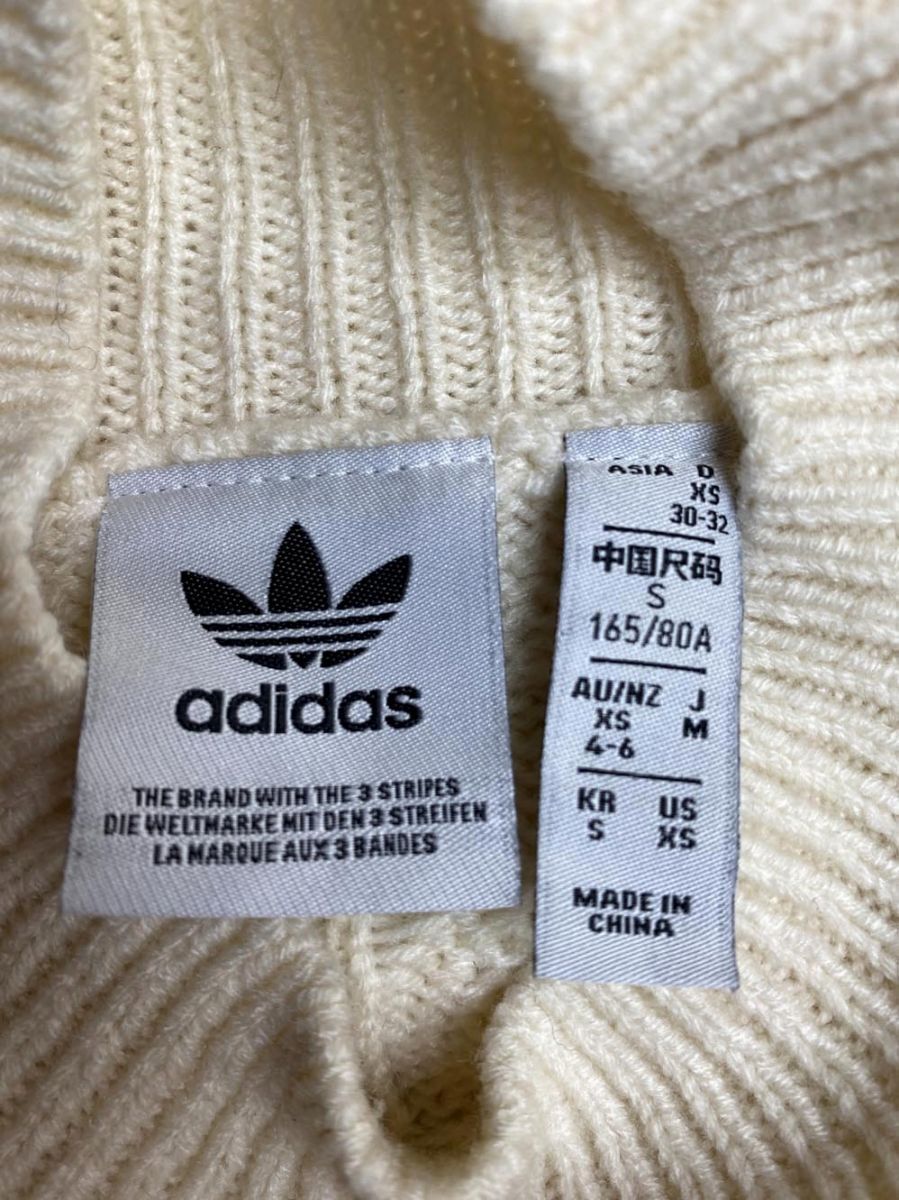 adidas
THE BRAND WITH THE 3 STRIPES
DIE WELTMARKE MIT DEN 3 STREIFEN
LA MARQUE AUX 3 BANDES
ASIA D
XS
30-32
中国尺码
S
165/80A
AU/NZ J
XS M
4-6
KR US
S XS
MADE IN
CHINA